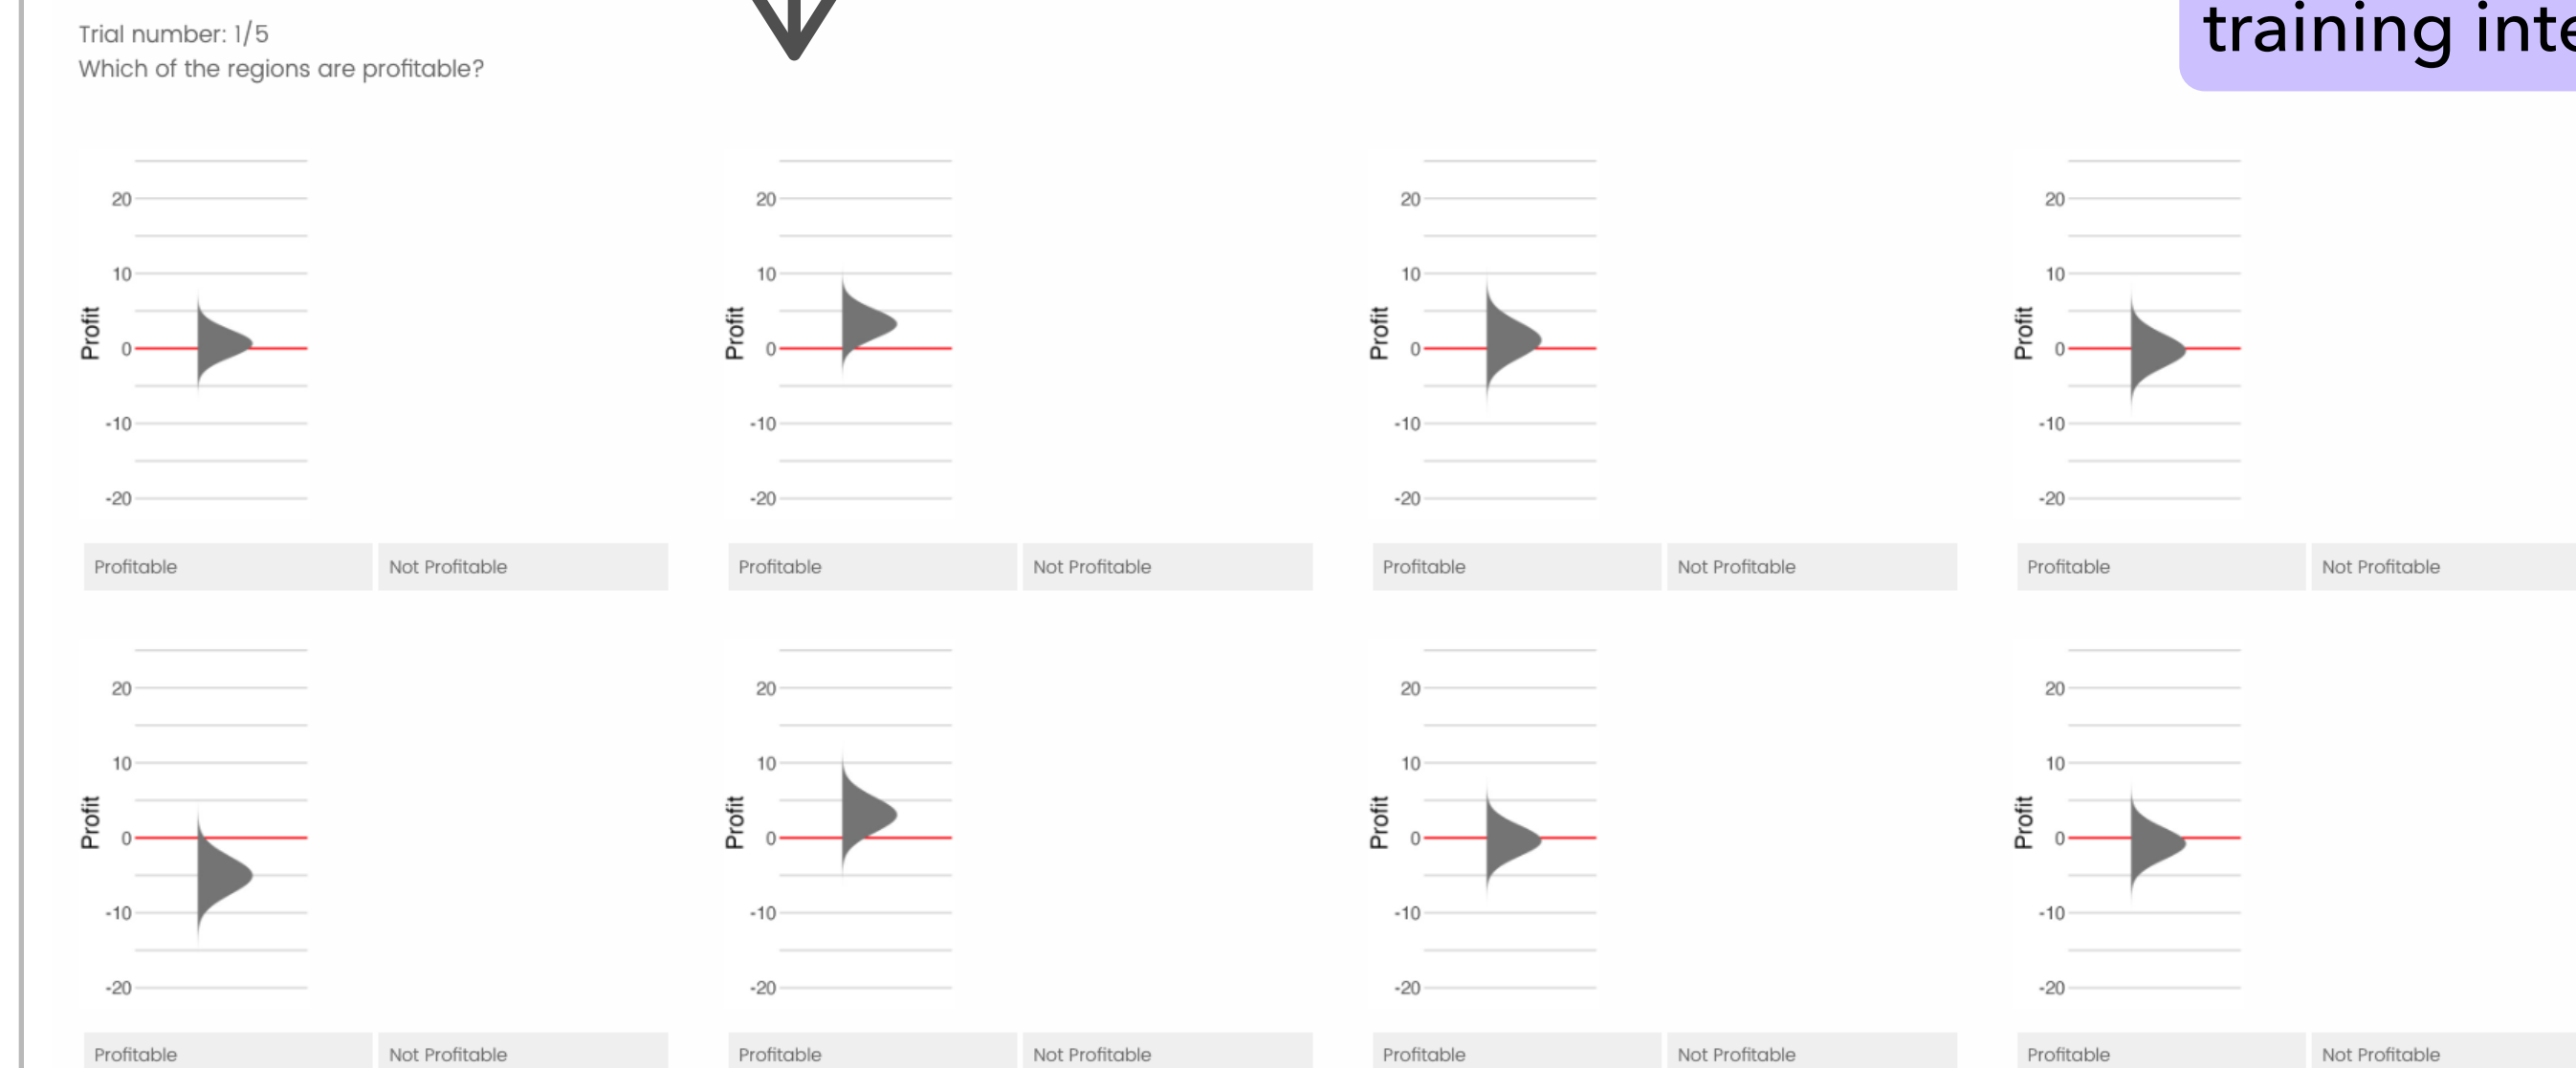 training
Trial number: 1/5
Which of the regions are profitable?
20 20 20 20
10 10 10 10
Profit Profit Profit Profit
0 0 0 0
-10 -10 -10 -10
-20 -20 -20 -20
Profitable Not Profitable Profitable Not Profitable Profitable Not Profitable Profitable Not Profitable
20 20 20 20
10 10 10 10
Profit Profit Profit Profit
0 0 0 0
-10 -10 -10 -10
-20 -20 -20 -20
Profitable Not Profitable Profitable Not Profitable Profitable Not Profitable Profitable Not Profitable